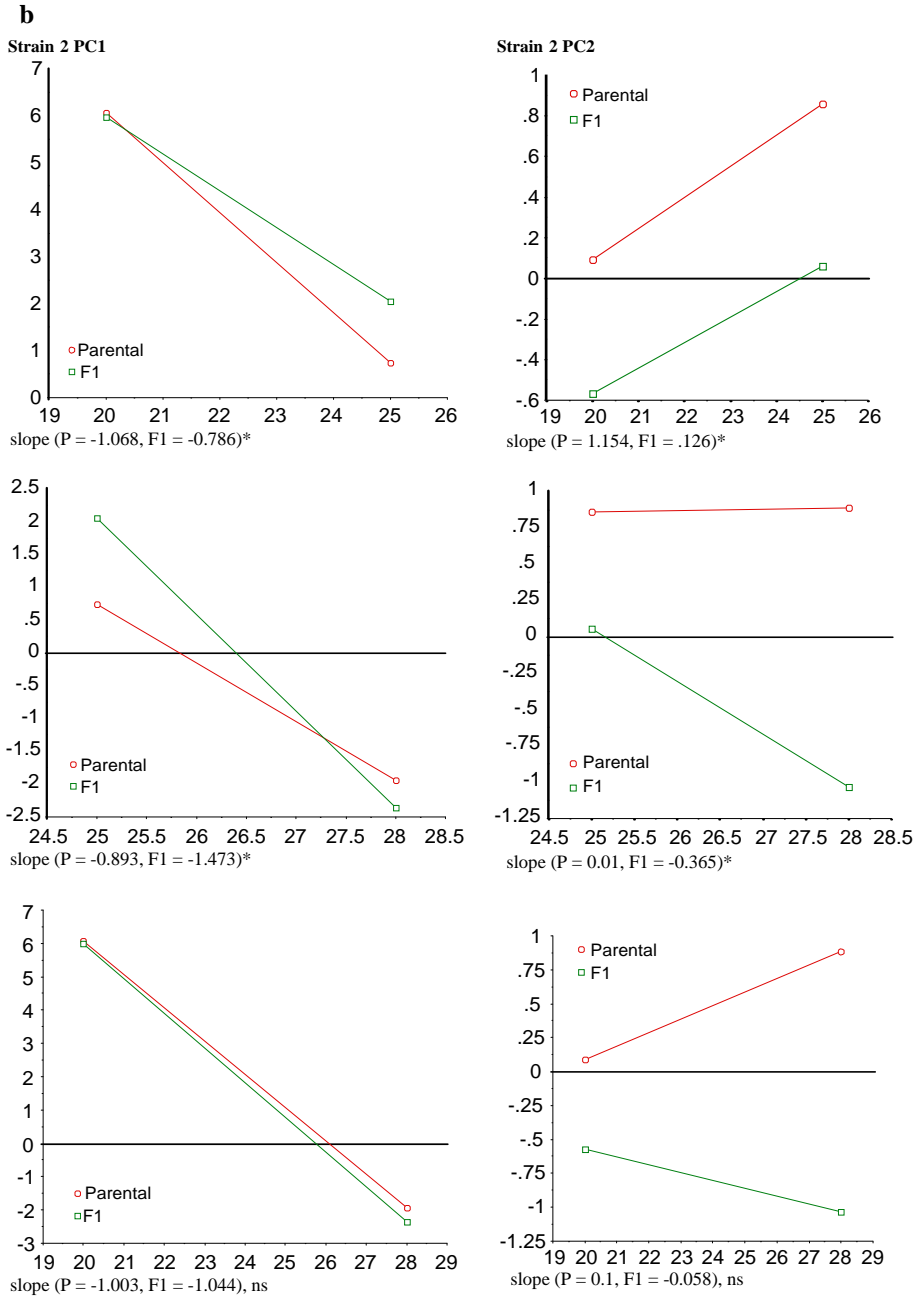 b
Strain 2 PC1
7
6
5
4
3
2
1
0
Parental
F1
19 20 21 22 23 24 25 26
slope (P = -1.068, F1 = -0.786)*
Strain 2 PC2
1
.8
.6
.4
.2
0
-.2
-.4
-.6
Parental
F1
19 20 21 22 23 24 25 26
slope (P = 1.154, F1 = .126)*
2.5
2
1.5
1
.5
0
-.5
-1
-1.5
-2
-2.5
Parental
F1
24.5 25 25.5 26 26.5 27 27.5 28 28.5
slope (P = -0.893, F1 = -1.473)*
1
.75
.5
.25
0
-.25
-.5
-.75
-1
-1.25
Parental
F1
24.5 25 25.5 26 26.5 27 27.5 28 28.5
slope (P = 0.01, F1 = -0.365)*
7
6
5
4
3
2
1
0
-1
-2
-3
Parental
F1
19 20 21 22 23 24 25 26 27 28 29
slope (P = -1.003, F1 = -1.044), ns
1
.75
.5
.25
0
-.25
-.5
-.75
-1
-1.25
Parental
F1
19 20 21 22 23 24 25 26 27 28 29
slope (P = 0.1, F1 = -0.058), ns